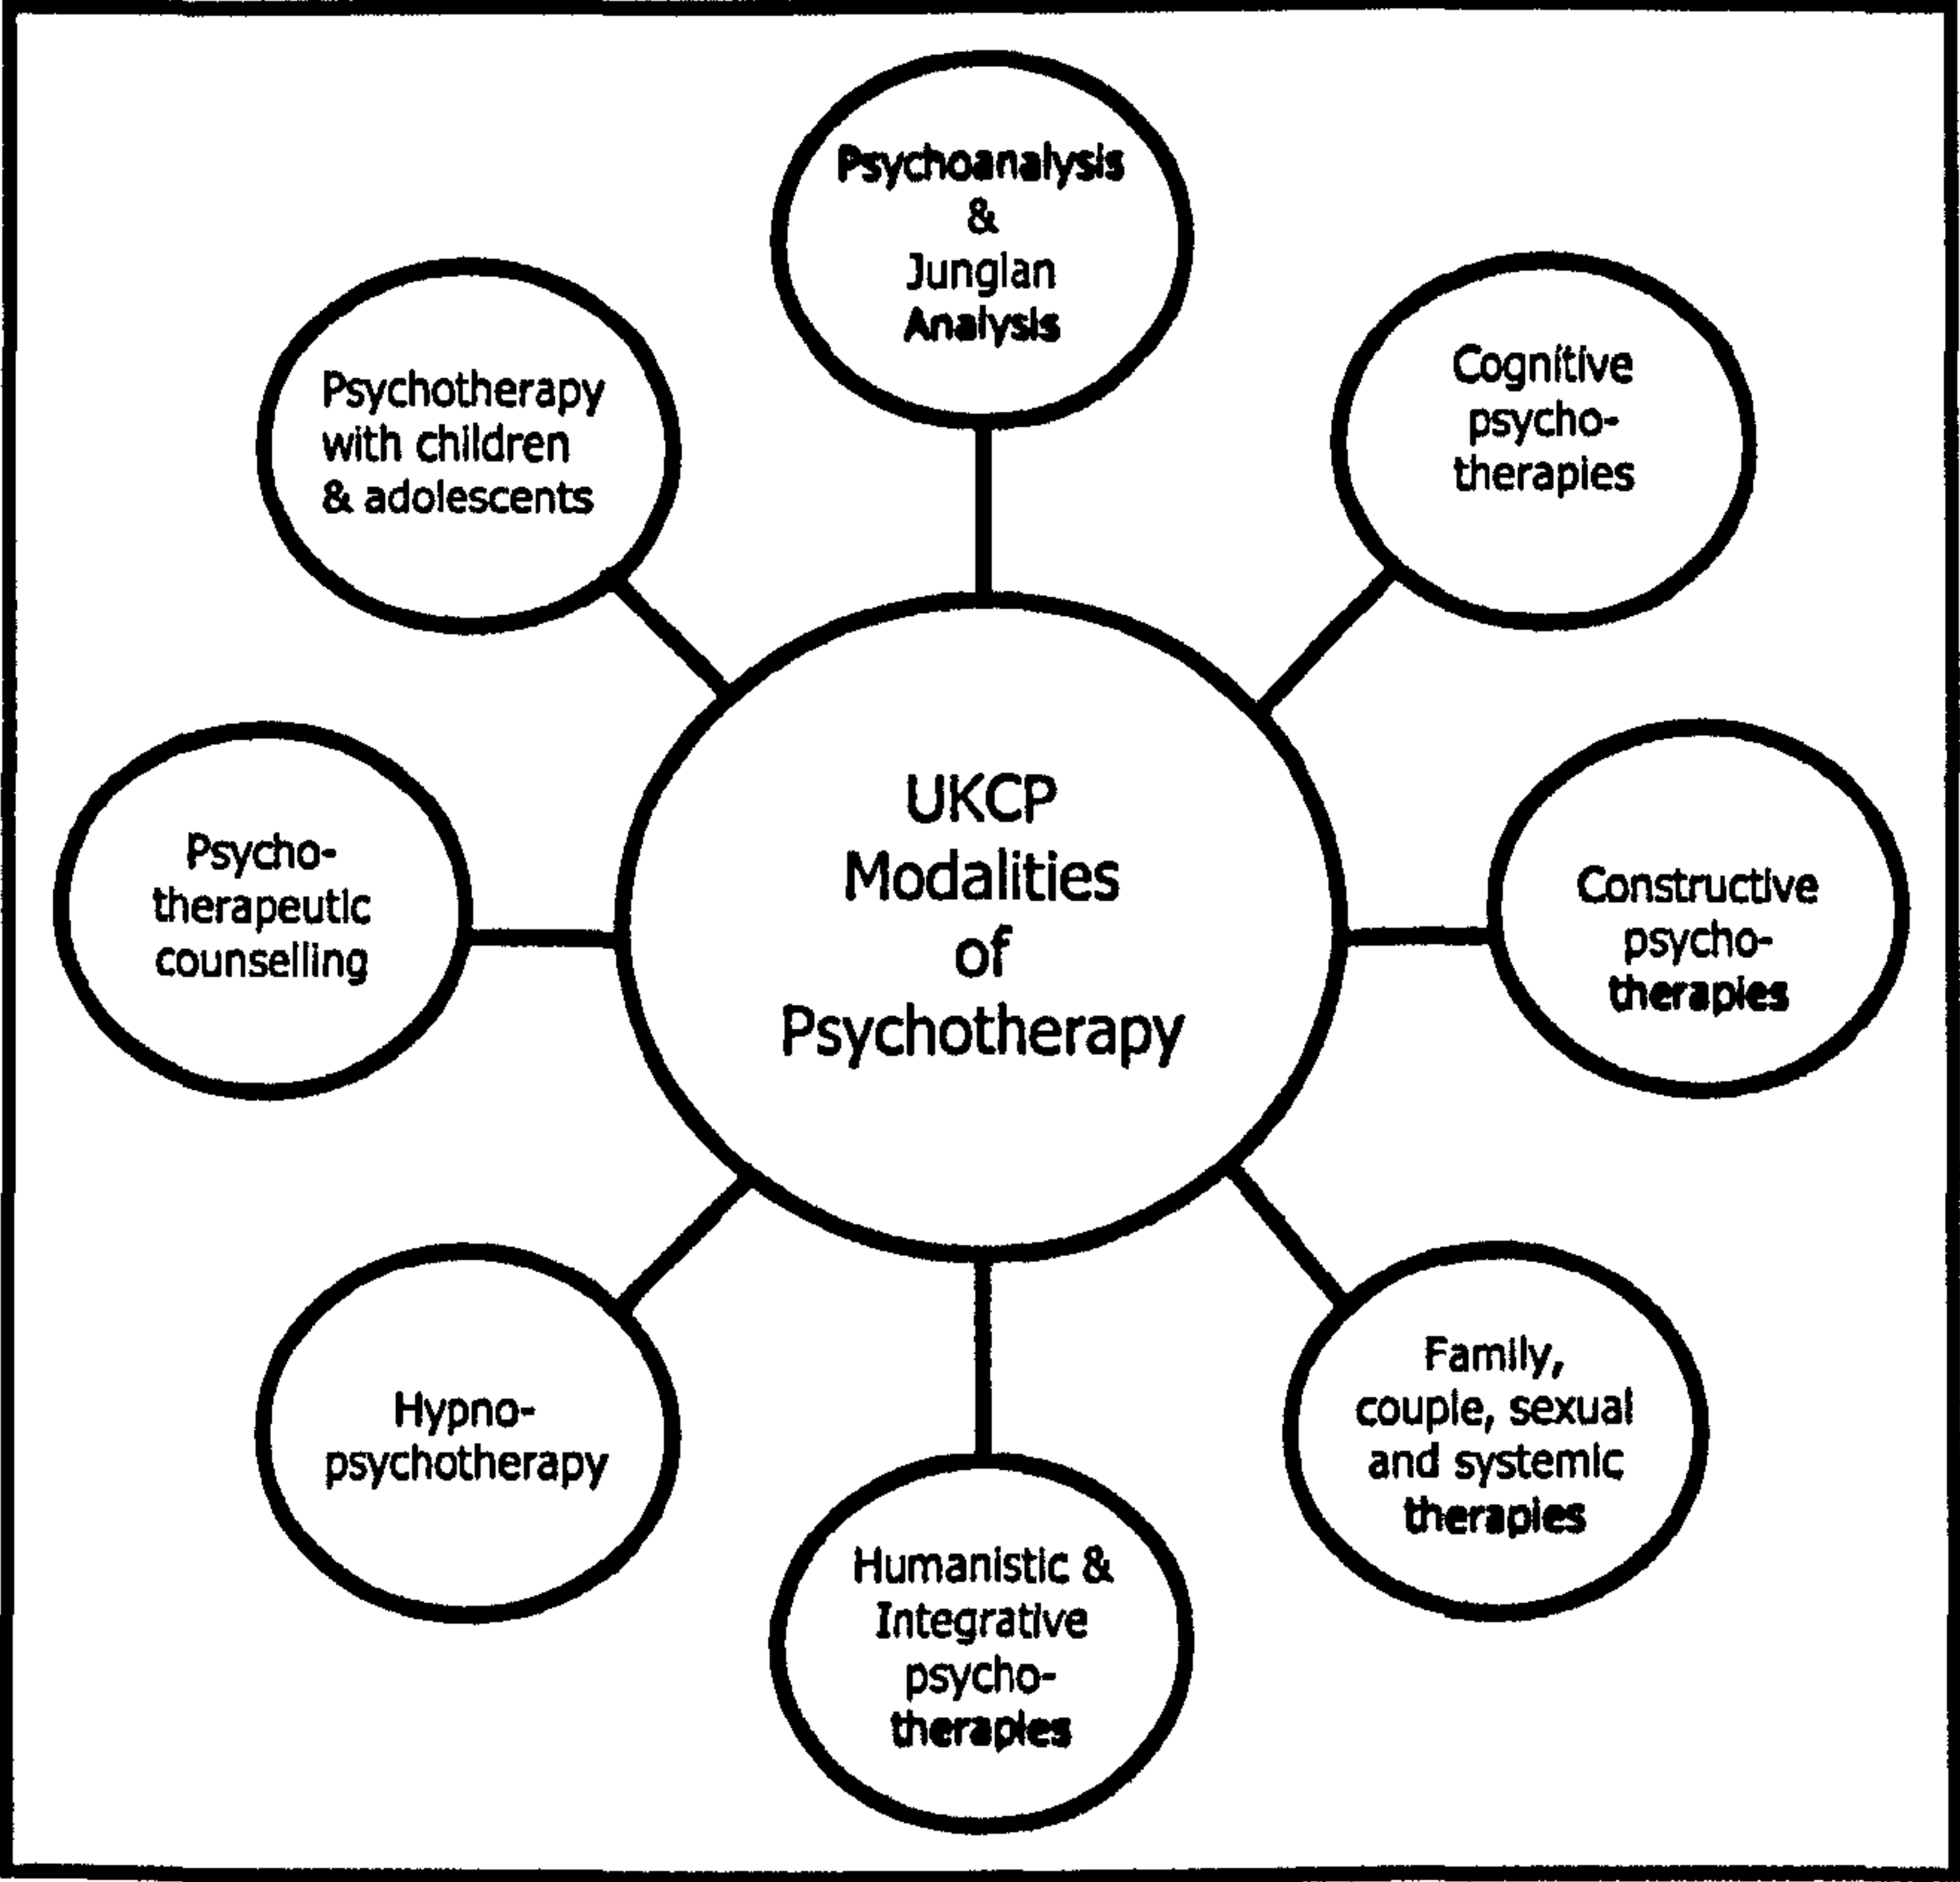 Psychoanalysis
&
Jungian
Analysis
Cognitive
psycho-
therapies
Psychotherapy
with children
& adolescents
UKCP
Modalities
of
Psychotherapy
Psycho-
therapeutic
counselling
Constructive
psycho-
therapies
Family,
couple, sexual
and systemic
therapies
Hypno-
psychotherapy
Humanistic &
Integrative
psycho-
therapies